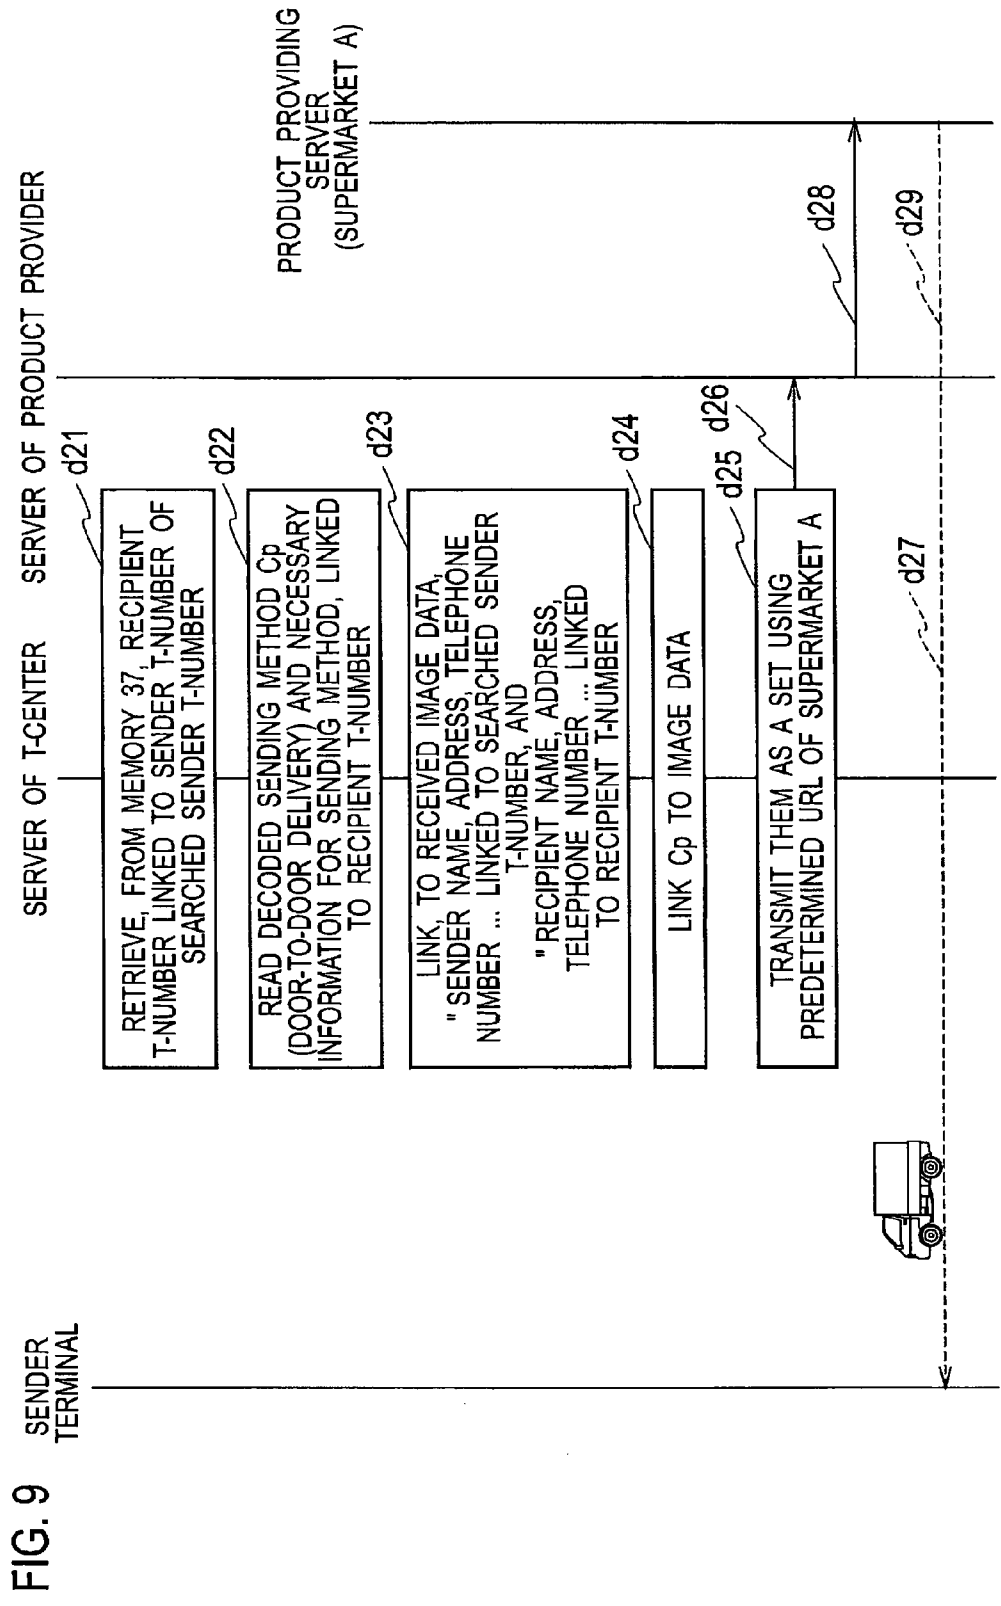 FIG. 9
SENDER
TERMINAL
SERVER OF T-CENTER
SERVER OF PRODUCT PROVIDER
PRODUCT PROVIDING
SERVER
(SUPERMARKET A)
d21
RETRIEVE, FROM MEMORY 37, RECIPIENT
T-NUMBER LINKED TO SENDER T-NUMBER OF
SEARCHED SENDER T-NUMBER
d22
READ DECODED SENDING METHOD Cp
(DOOR-TO-DOOR DELIVERY) AND NECESSARY
INFORMATION FOR SENDING METHOD, LINKED
TO RECIPIENT T-NUMBER
d23
LINK, TO RECEIVED IMAGE DATA,
"SENDER NAME, ADDRESS, TELEPHONE
NUMBER ... LINKED TO SEARCHED SENDER
T-NUMBER, AND
"RECIPIENT NAME, ADDRESS,
TELEPHONE NUMBER ... LINKED
TO RECIPIENT T-NUMBER
d24
LINK Cp TO IMAGE DATA
d25
TRANSMIT THEM AS A SET USING
PREDETERMINED URL OF SUPERMARKET A
d26
d28
d27
d29